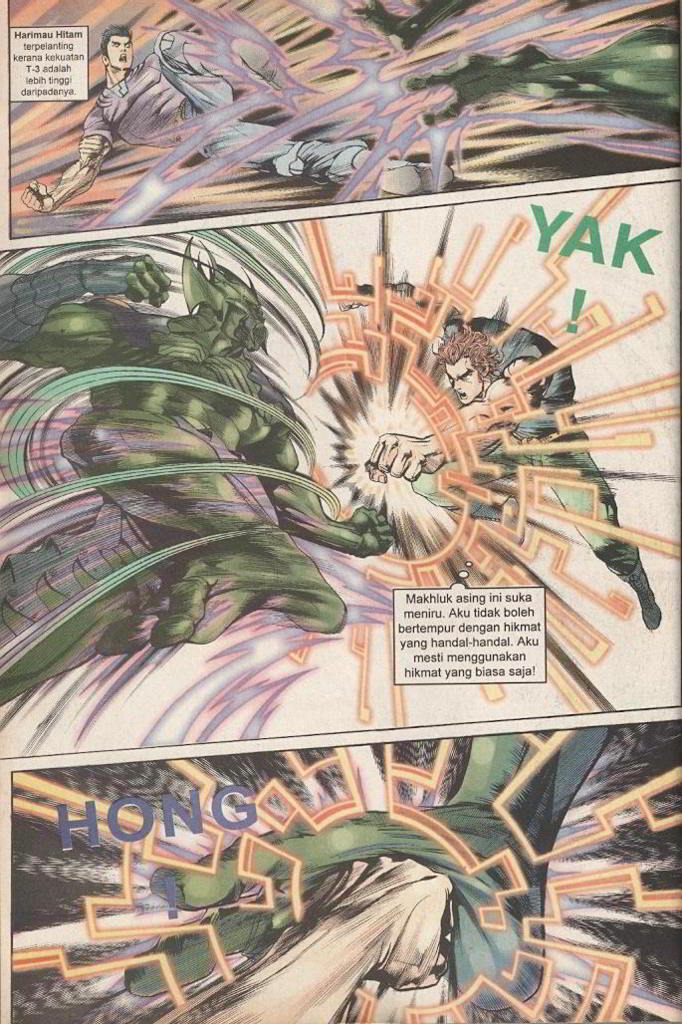 Harimau Hitam
terpelanting
kerana kekuatan
T-3 adalah
lebih tinggi
daripadanya.
YAK
!
Makhluk asing ini suka
meniru. Aku tidak boleh
bertempur dengan hikmat
yang handal-handal. Aku
mesti menggunakan
hikmat yang biasa saja!
HONG
!